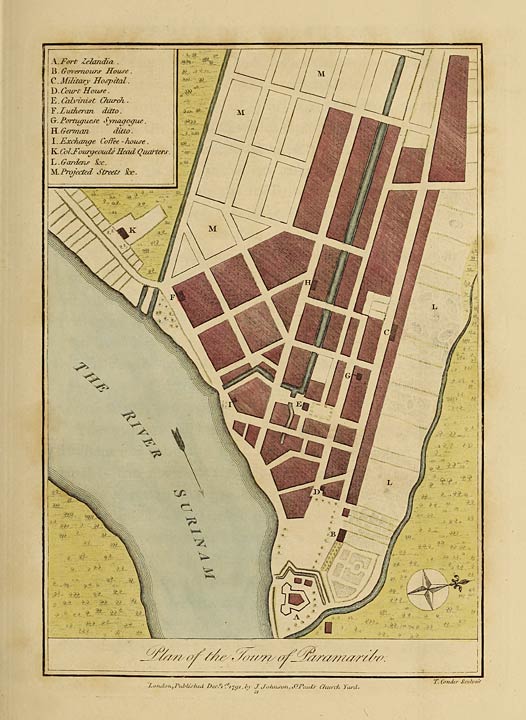 A. Fort Zelandia.
B. Governours House.
C. Military Hospital.
D. Court House.
E. Calvinist Church.
F. Lutheran ditto.
G. Portuguese Synagogue.
H. German ditto.
I. Exchange Coffee-house.
K. Col. Fourgeoud's Head Quarters.
L. Gardens &c.
M. Projected Streets &c.
M
M
M
K
F
H
L
C
G
I
E
L
D
B
A
THE RIVER SURINAM
Plan of the Town of Paramaribo.
T. Conder Sculpsit
London, Published Decr. 1st. 1791, by J. Johnson, St. Pauls Church Yard.